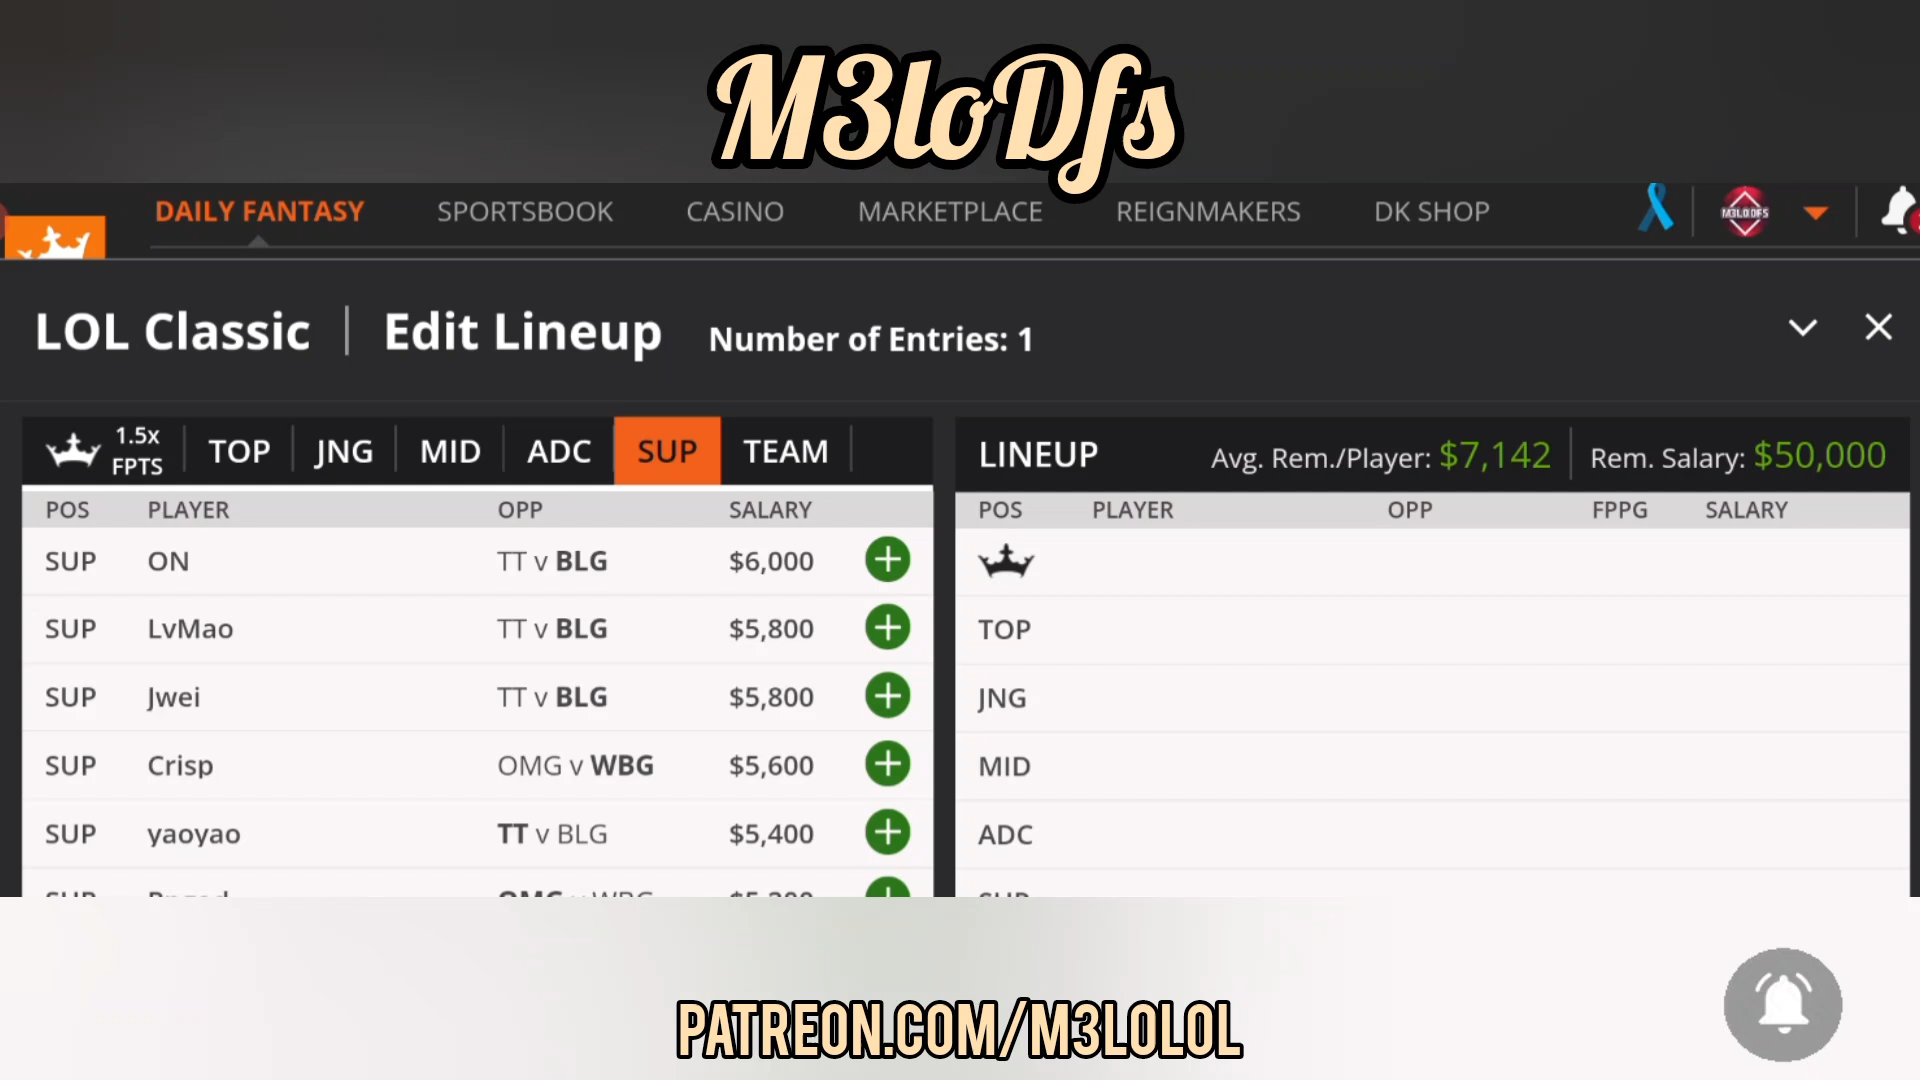 M3loDfs
DAILY FANTASY SPORTSBOOK CASINO MARKETPLACE REIGNMAKERS DK SHOP
M3LODFS
LOL Classic | Edit Lineup Number of Entries: 1
1.5x FPTS TOP JNG MID ADC SUP TEAM
POS PLAYER OPP SALARY
SUP ON TT v BLG $6,000
SUP LvMao TT v BLG $5,800
SUP Jwei TT v BLG $5,800
SUP Crisp OMG v WBG $5,600
SUP yaoyao TT v BLG $5,400
LINEUP Avg. Rem./Player: $7,142 Rem. Salary: $50,000
POS PLAYER OPP FPPG SALARY
TOP
JNG
MID
ADC
SUP
PATREON.COM/M3LOLOL